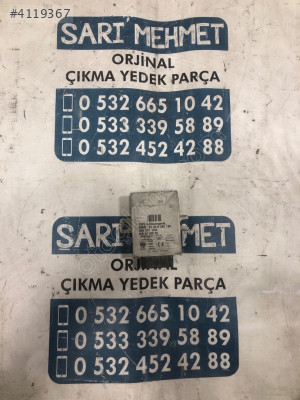 #4119367
SARI MEHMET
ORJİNAL
ÇIKMA YEDEK PARÇA
0 532 665 10 42
0 533 339 58 89
0 532 452 42 88
ORJİNAL
ÇIKMA YEDEK PARÇA
0 532 665 10 42
0 533 339 58 89
0 532 452 42 88